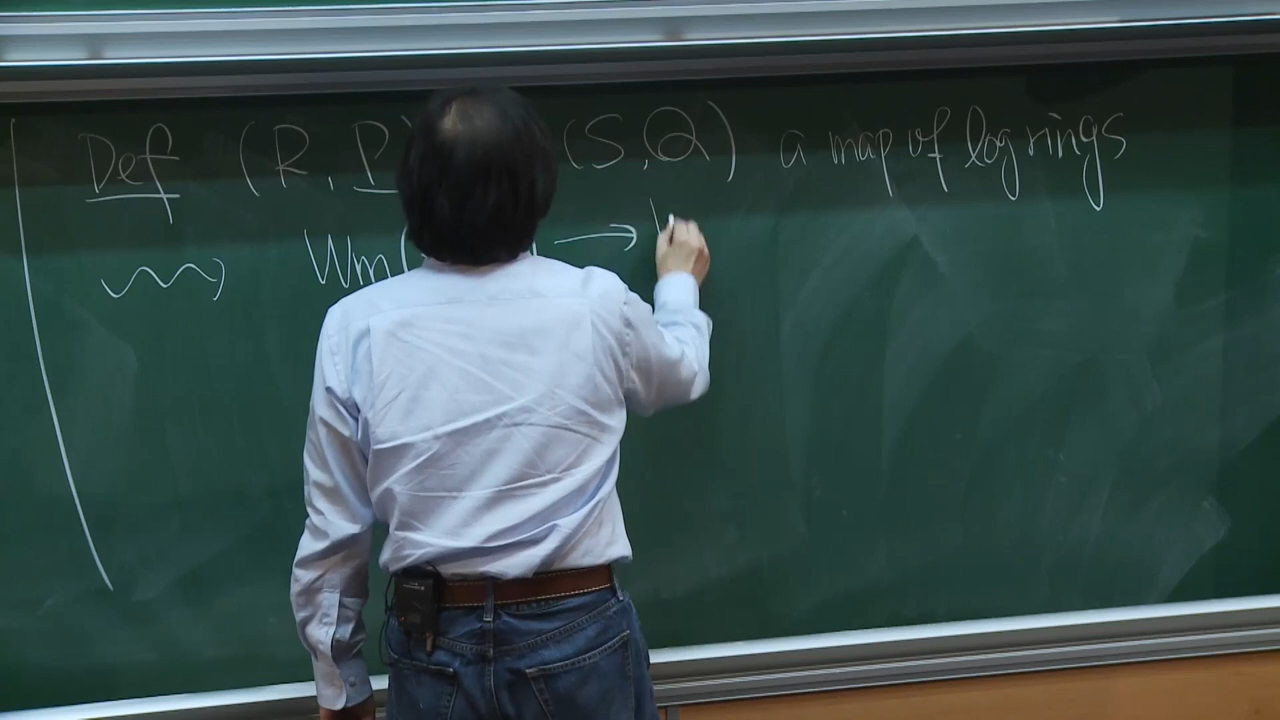 Def (R, P) (S, Q) a map of log rings
⇝ Wm( →